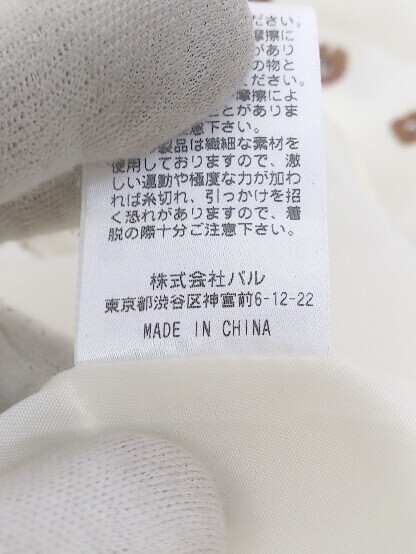 ださい。
摩擦に
があり
の物と
ください。
摩擦によ
ことがありま
注意下さい。
製品は繊細な素材を
使用しておりますので、激
しい運動や極度な力が加わ
れば糸切れ、引っかけを招
く恐れがありますので、着
脱の際十分ご注意下さい。
株式会社バル
東京都渋谷区神宮前6-12-22
MADE IN CHINA